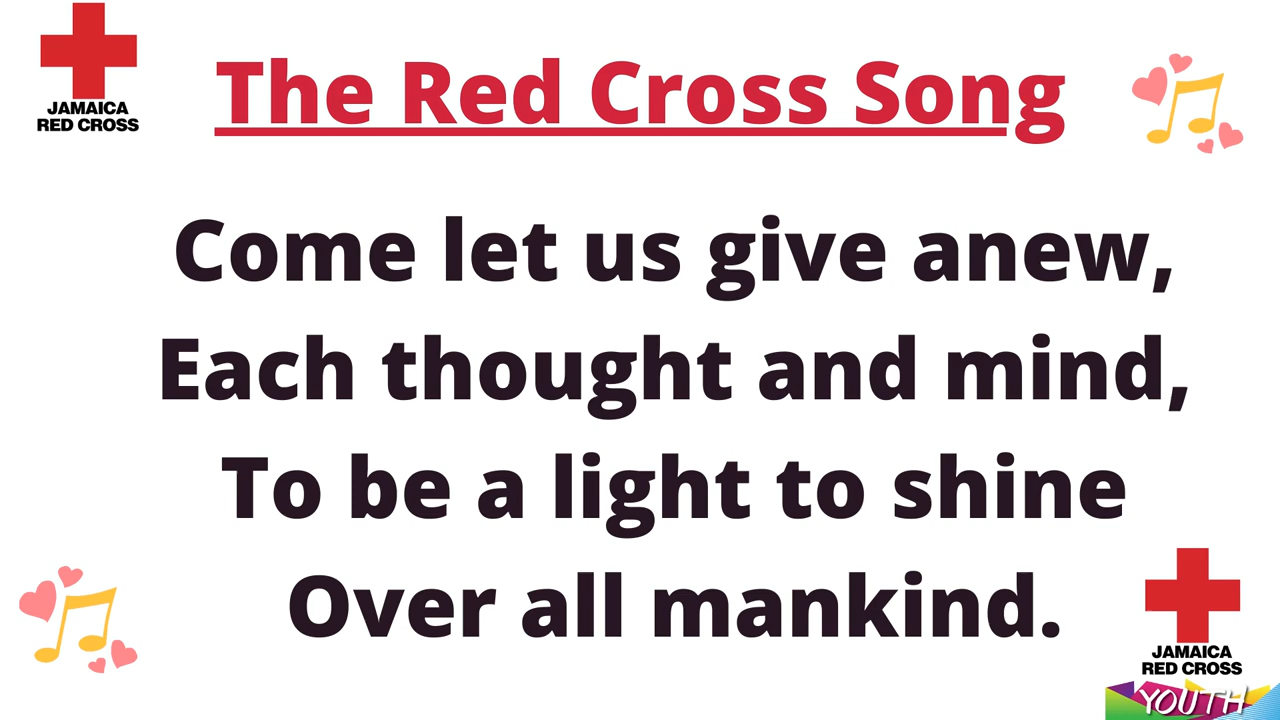 JAMAICA
RED CROSS
The Red Cross Song
Come let us give anew,
Each thought and mind,
To be a light to shine
Over all mankind.
JAMAICA
RED CROSS
YOUTH